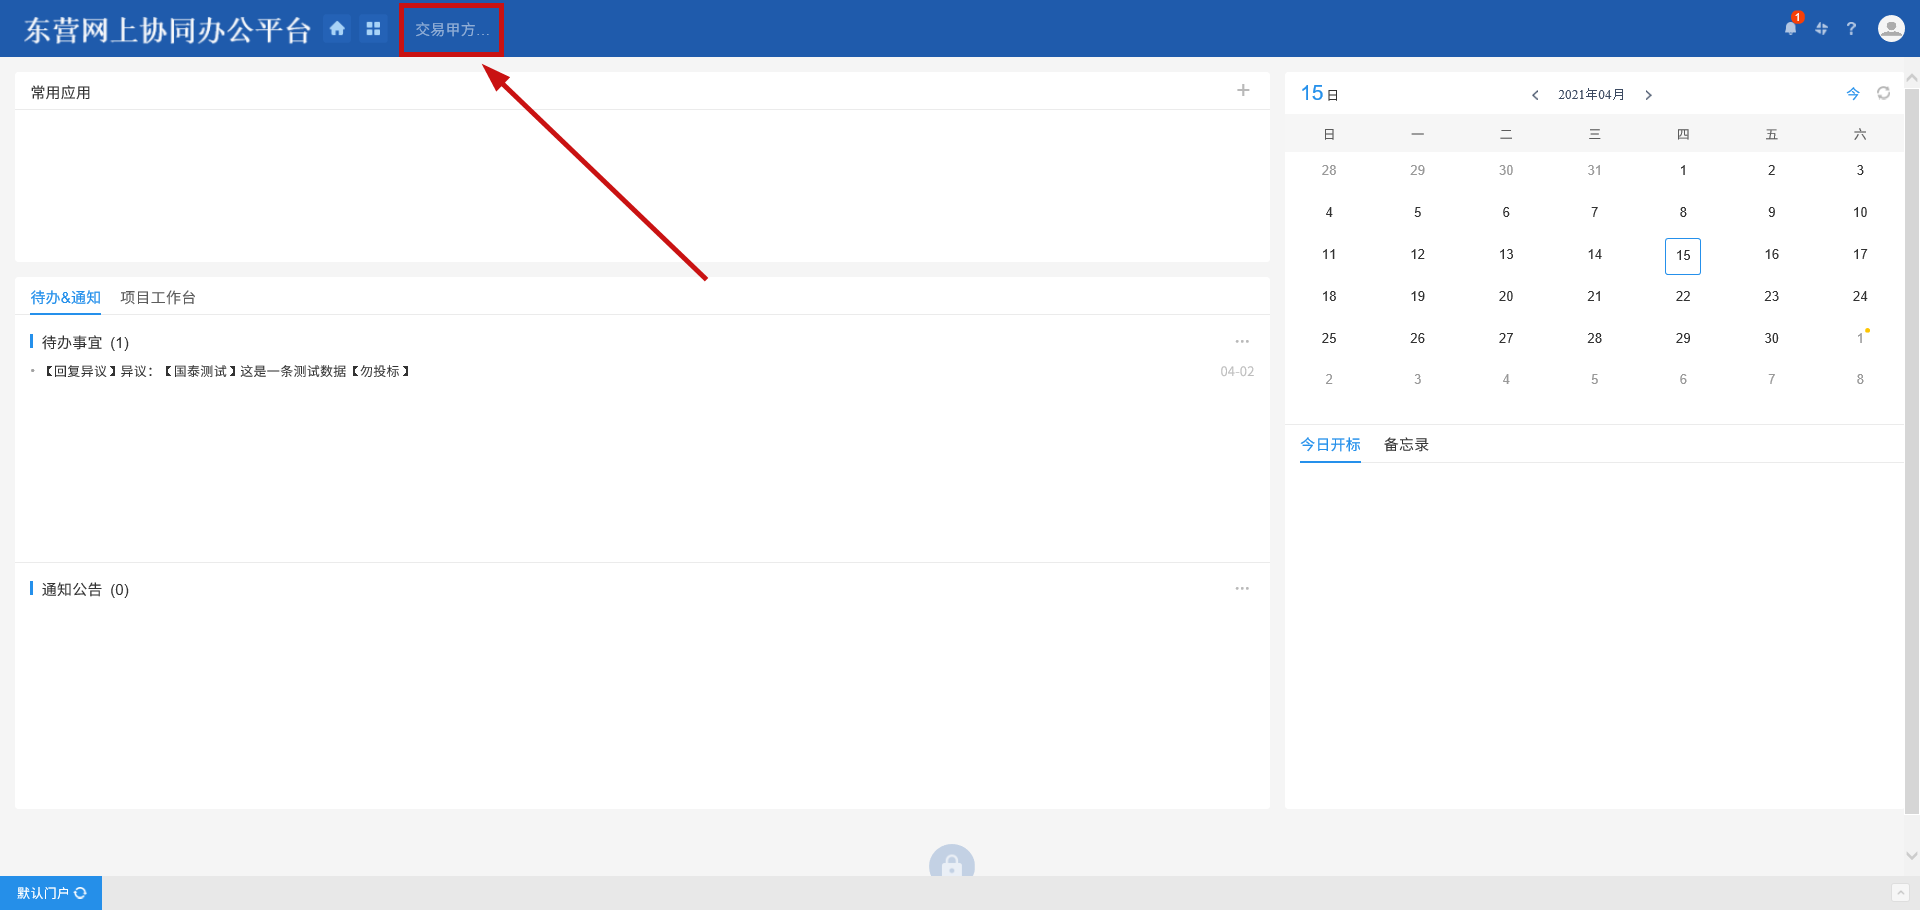 东营网上协同办公平台 交易甲方...
1
?
常用应用
+
待办&通知 项目工作台
待办事宜 (1)
【回复异议】异议：【国泰测试】这是一条测试数据【勿投标】 04-02
通知公告 (0)
15 日 2021年04月 今
日 一 二 三 四 五 六
28 29 30 31 1 2 3
4 5 6 7 8 9 10
11 12 13 14 15 16 17
18 19 20 21 22 23 24
25 26 27 28 29 30 1
2 3 4 5 6 7 8
今日开标 备忘录
默认门户